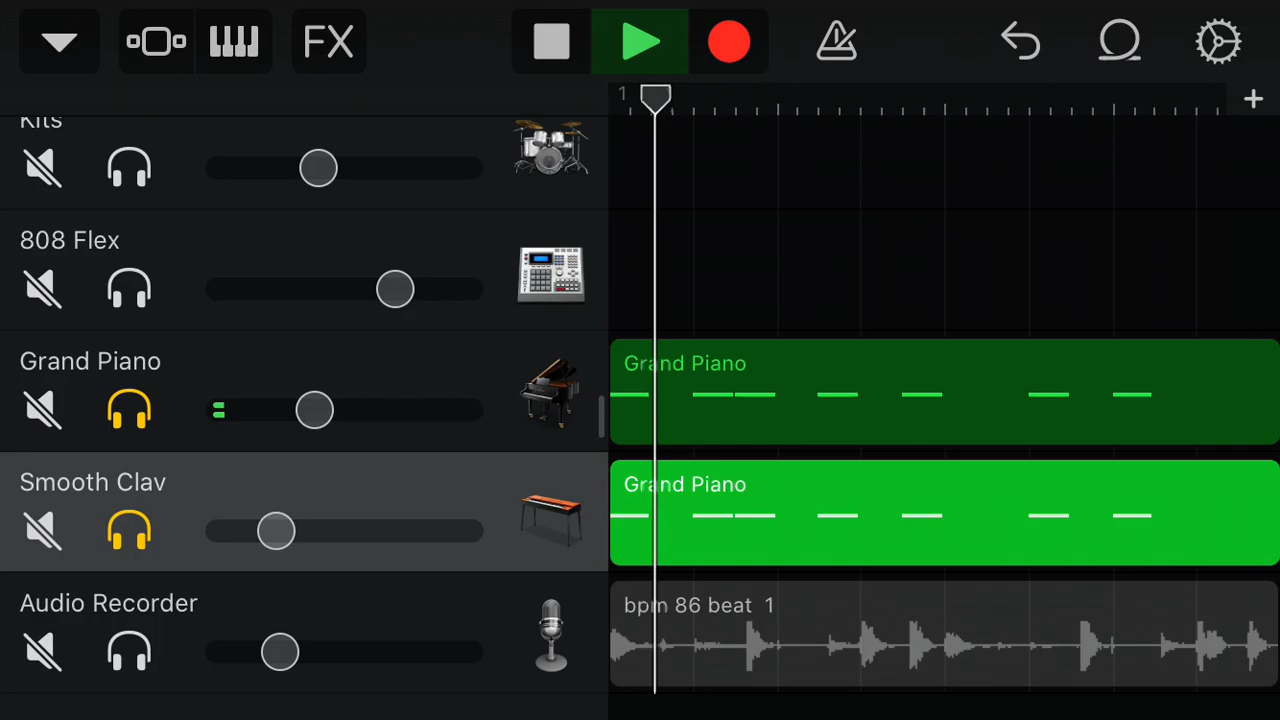 FX
1
Kits
808 Flex
Grand Piano
Grand Piano
Smooth Clav
Grand Piano
Audio Recorder
bpm 86 beat 1